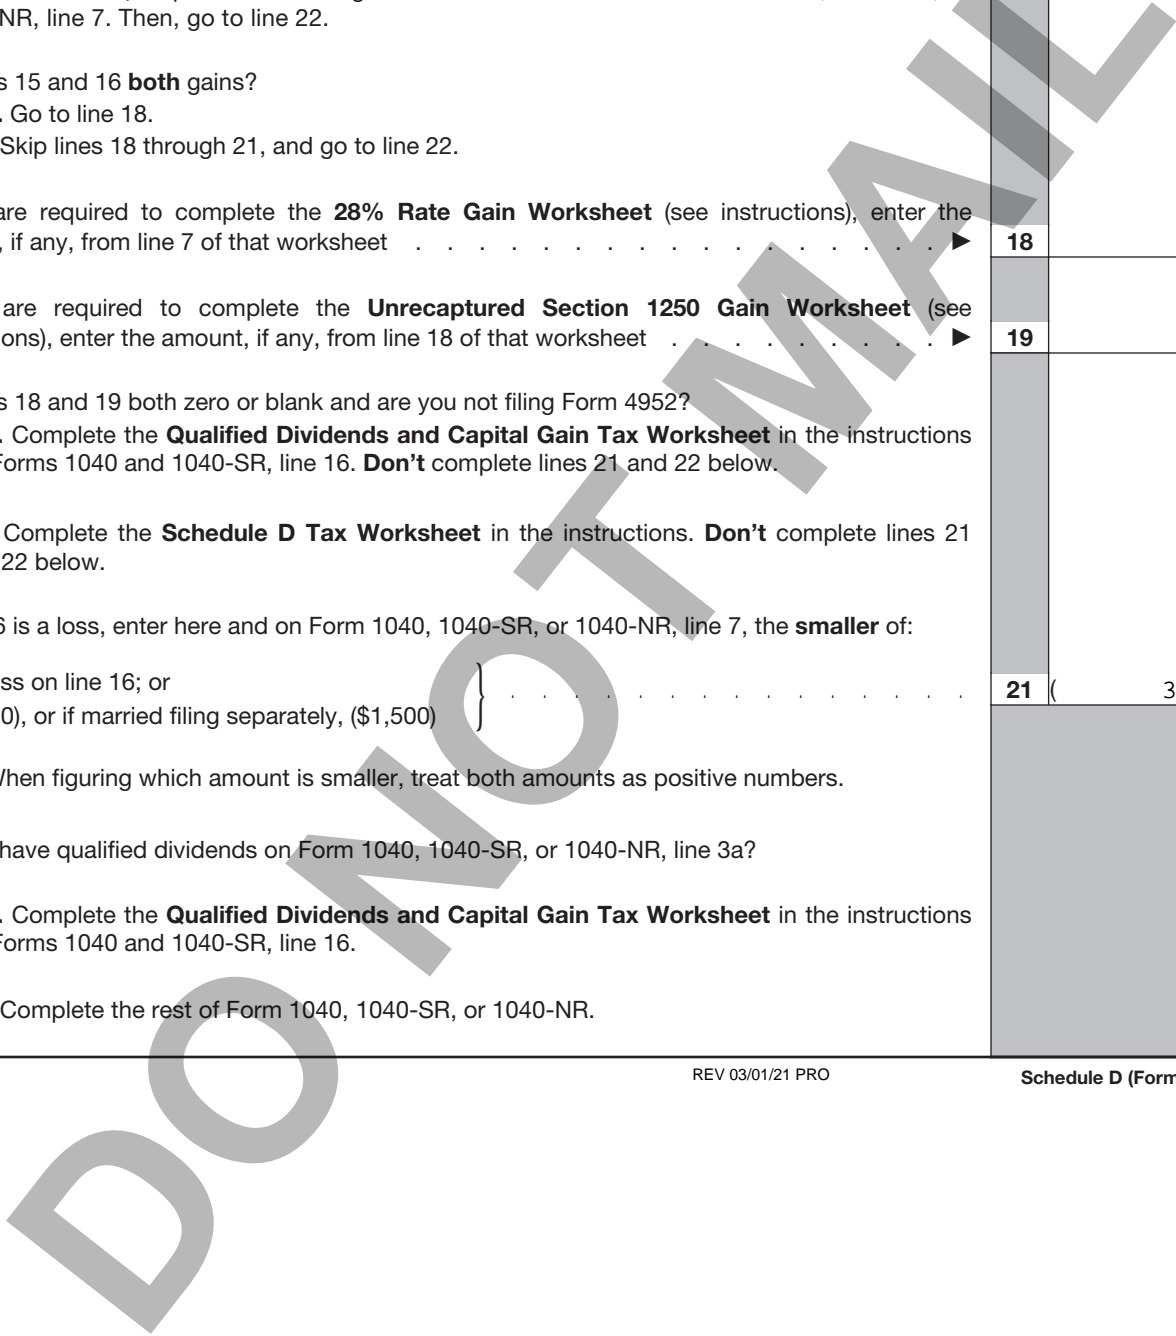 NR, line 7. Then, go to line 22.
s 15 and 16 both gains?
. Go to line 18.
Skip lines 18 through 21, and go to line 22.
are required to complete the 28% Rate Gain Worksheet (see instructions), enter the
, if any, from line 7 of that worksheet . . . . . . . . . . . . . . . . . ▶ 18
are required to complete the Unrecaptured Section 1250 Gain Worksheet (see
ons), enter the amount, if any, from line 18 of that worksheet . . . . . . . . . ▶ 19
s 18 and 19 both zero or blank and are you not filing Form 4952?
. Complete the Qualified Dividends and Capital Gain Tax Worksheet in the instructions
Forms 1040 and 1040-SR, line 16. Don't complete lines 21 and 22 below.
Complete the Schedule D Tax Worksheet in the instructions. Don't complete lines 21
22 below.
6 is a loss, enter here and on Form 1040, 1040-SR, or 1040-NR, line 7, the smaller of:
ss on line 16; or
0), or if married filing separately, ($1,500) } . . . . . . . . . . . . . . . 21 ( 3
When figuring which amount is smaller, treat both amounts as positive numbers.
have qualified dividends on Form 1040, 1040-SR, or 1040-NR, line 3a?
. Complete the Qualified Dividends and Capital Gain Tax Worksheet in the instructions
Forms 1040 and 1040-SR, line 16.
Complete the rest of Form 1040, 1040-SR, or 1040-NR.
REV 03/01/21 PRO Schedule D (Form
DO NOT MAIL